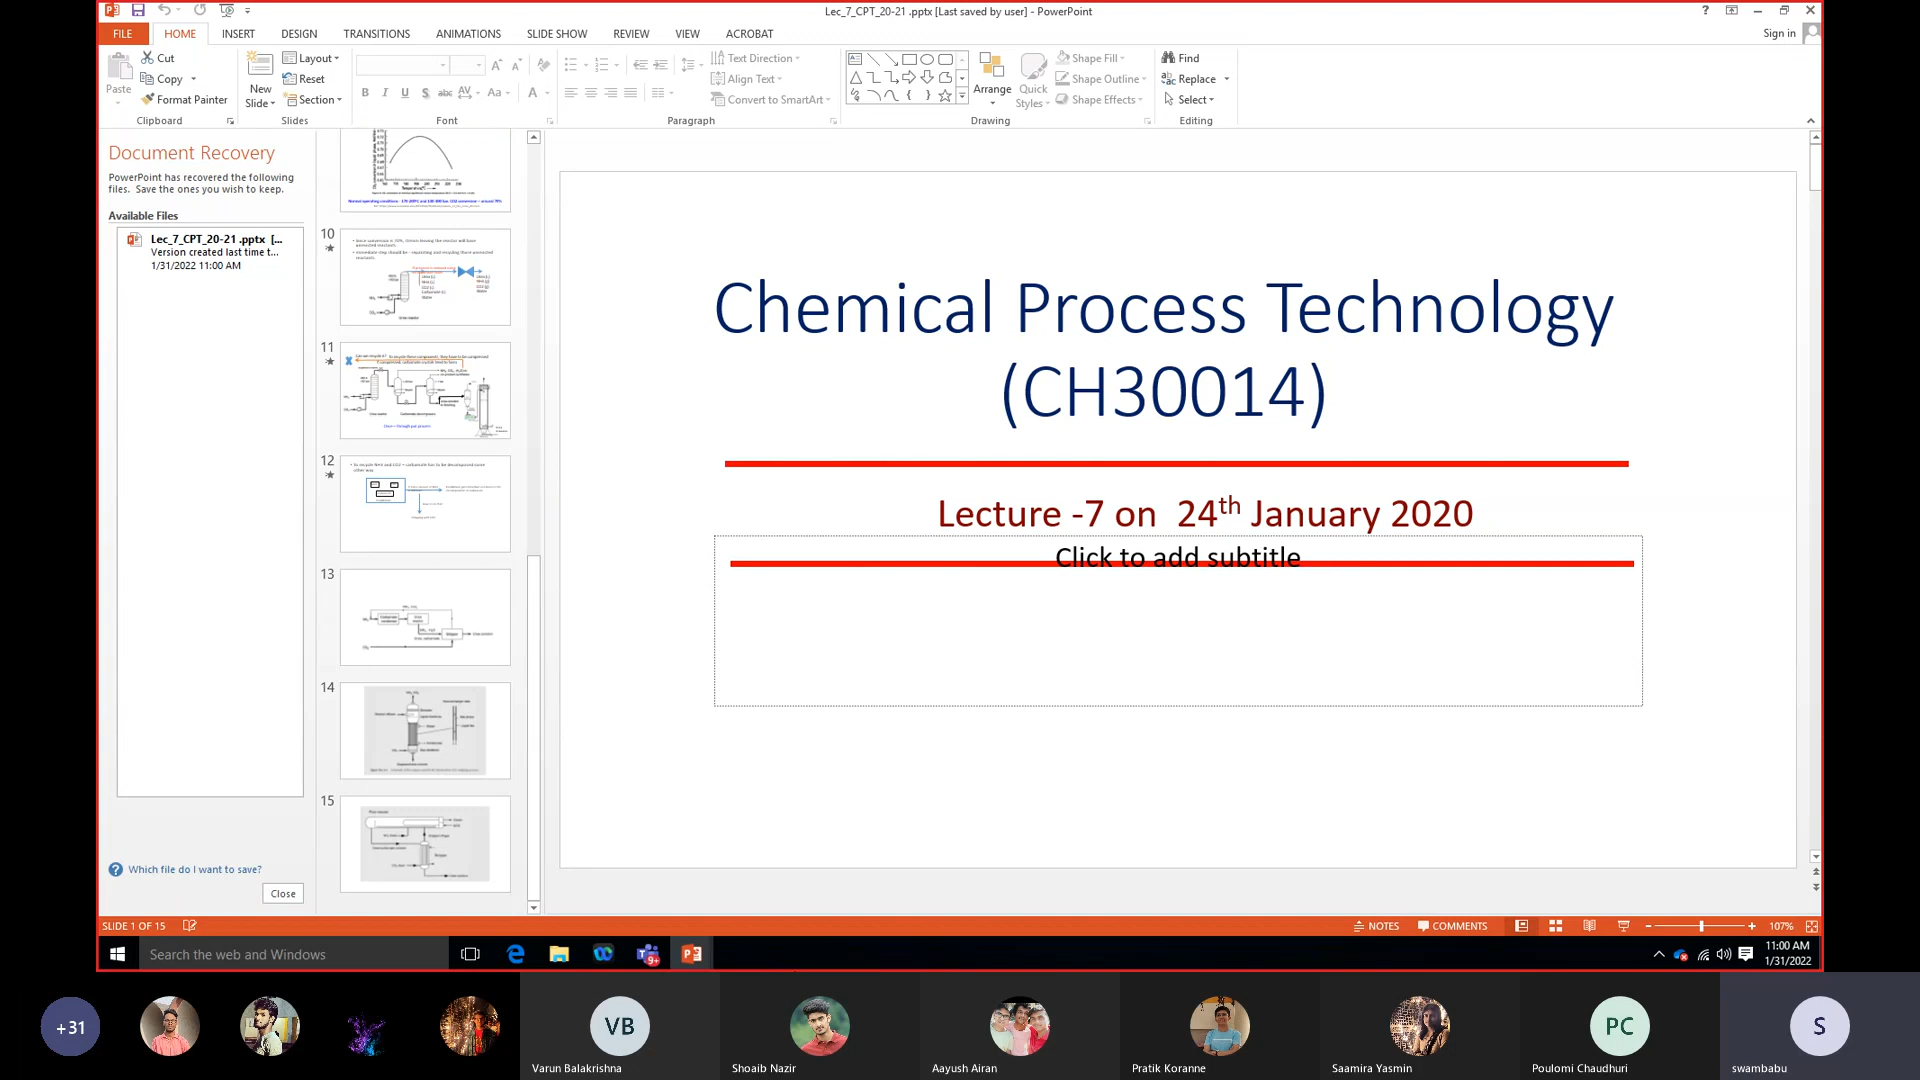 Lec_7_CPT_20-21 .pptx [Last saved by user] - PowerPoint
?
FILE HOME INSERT DESIGN TRANSITIONS ANIMATIONS SLIDE SHOW REVIEW VIEW ACROBAT
Sign in
Paste
Cut
Copy
Format Painter
Clipboard
New Slide
Layout
Reset
Section
Slides
Font
Text Direction
Align Text
Convert to SmartArt
Paragraph
Arrange
Quick Styles
Shape Fill
Shape Outline
Shape Effects
Drawing
Find
Replace
Select
Editing
Document Recovery
PowerPoint has recovered the following
files. Save the ones you wish to keep.
Available Files
Lec_7_CPT_20-21 .pptx [...
Version created last time t...
1/31/2022 11:00 AM
Which file do I want to save?
Close
10
11
12
13
14
15
Chemical Process Technology
(CH30014)
Lecture -7 on 24th January 2020
Click to add subtitle
SLIDE 1 OF 15
NOTES
COMMENTS
107%
Search the web and Windows
9+
11:00 AM
1/31/2022
+31
VB
PC
S
Varun Balakrishna
Shoaib Nazir
Aayush Airan
Pratik Koranne
Saamira Yasmin
Poulomi Chaudhuri
swambabu